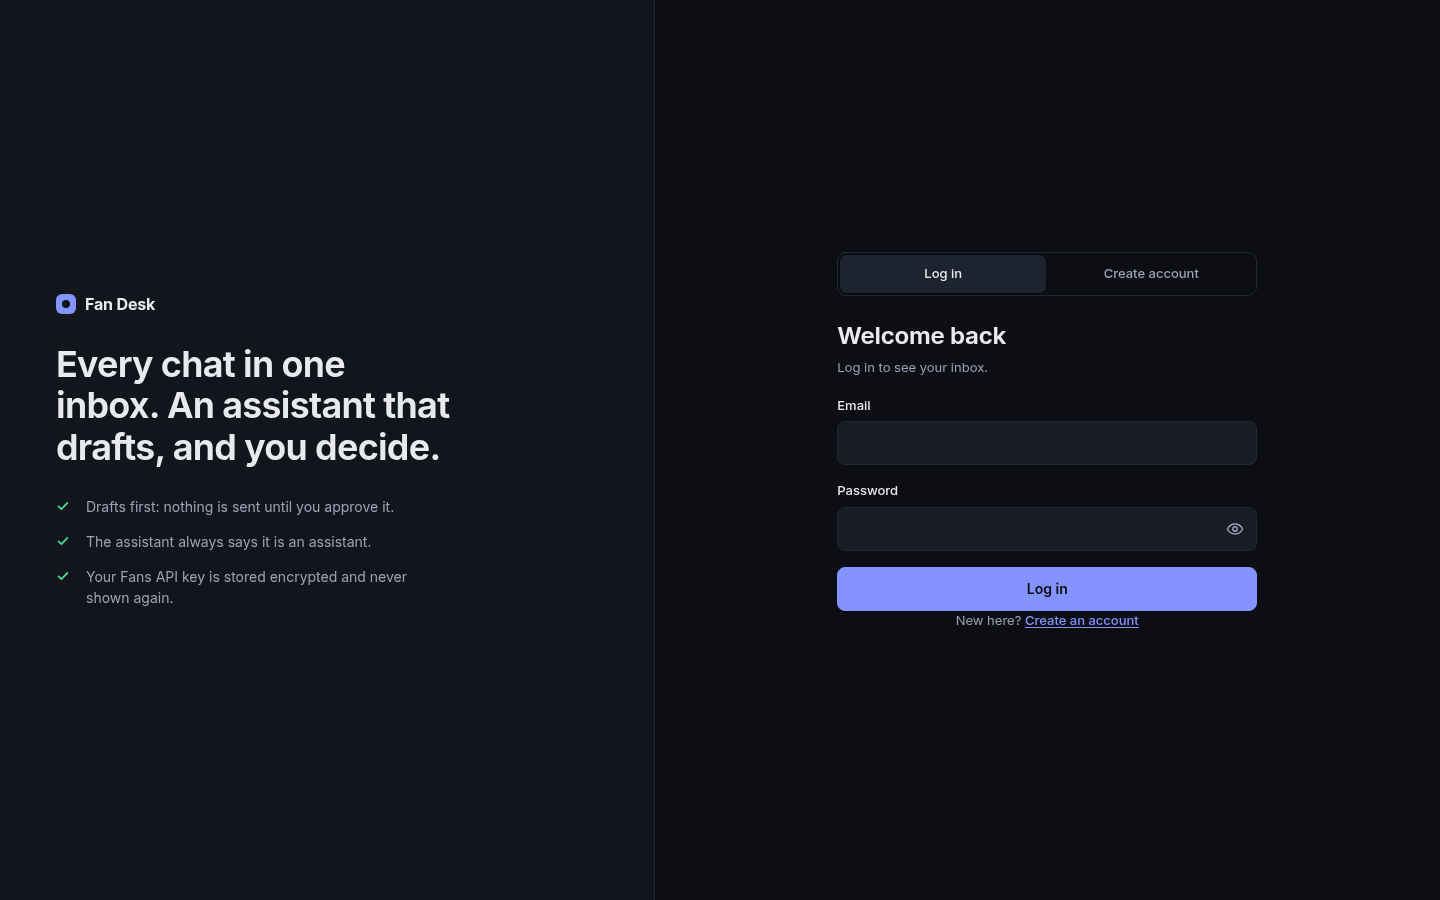 Fan Desk
Every chat in one
inbox. An assistant that
drafts, and you decide.
Drafts first: nothing is sent until you approve it.
The assistant always says it is an assistant.
Your Fans API key is stored encrypted and never
shown again.
Log in
Create account
Welcome back
Log in to see your inbox.
Email
Password
Log in
New here? Create an account